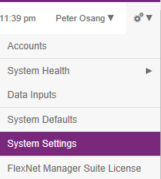 11:39 pm Peter Osang ▼ ▼
Accounts
System Health ▶
Data Inputs
System Defaults
System Settings
FlexNet Manager Suite License